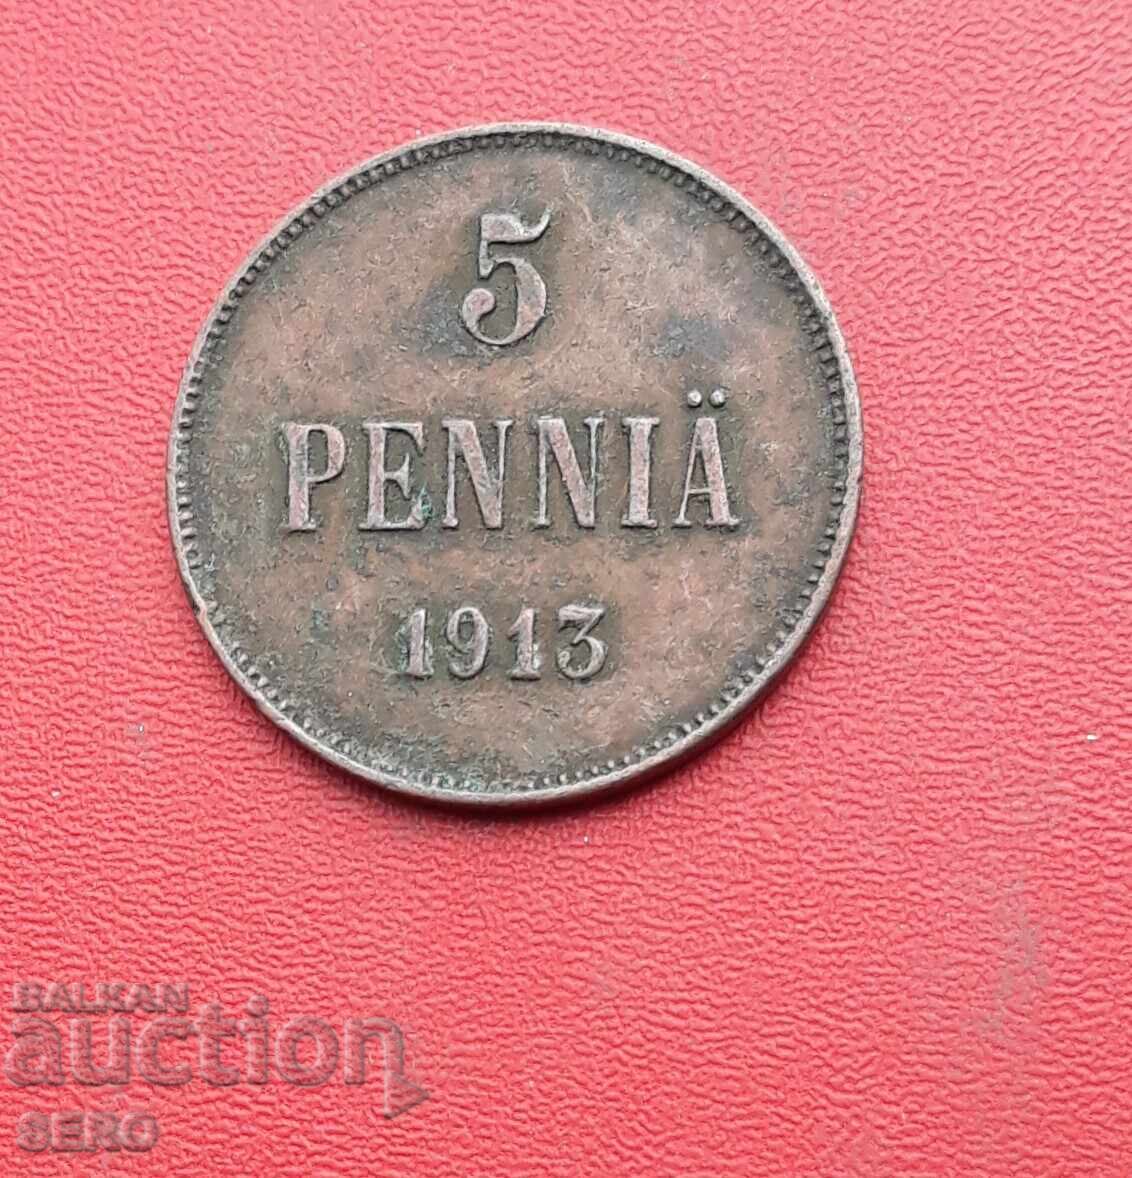 5
PENNIÄ
1913
BALKAN
auction
SERO